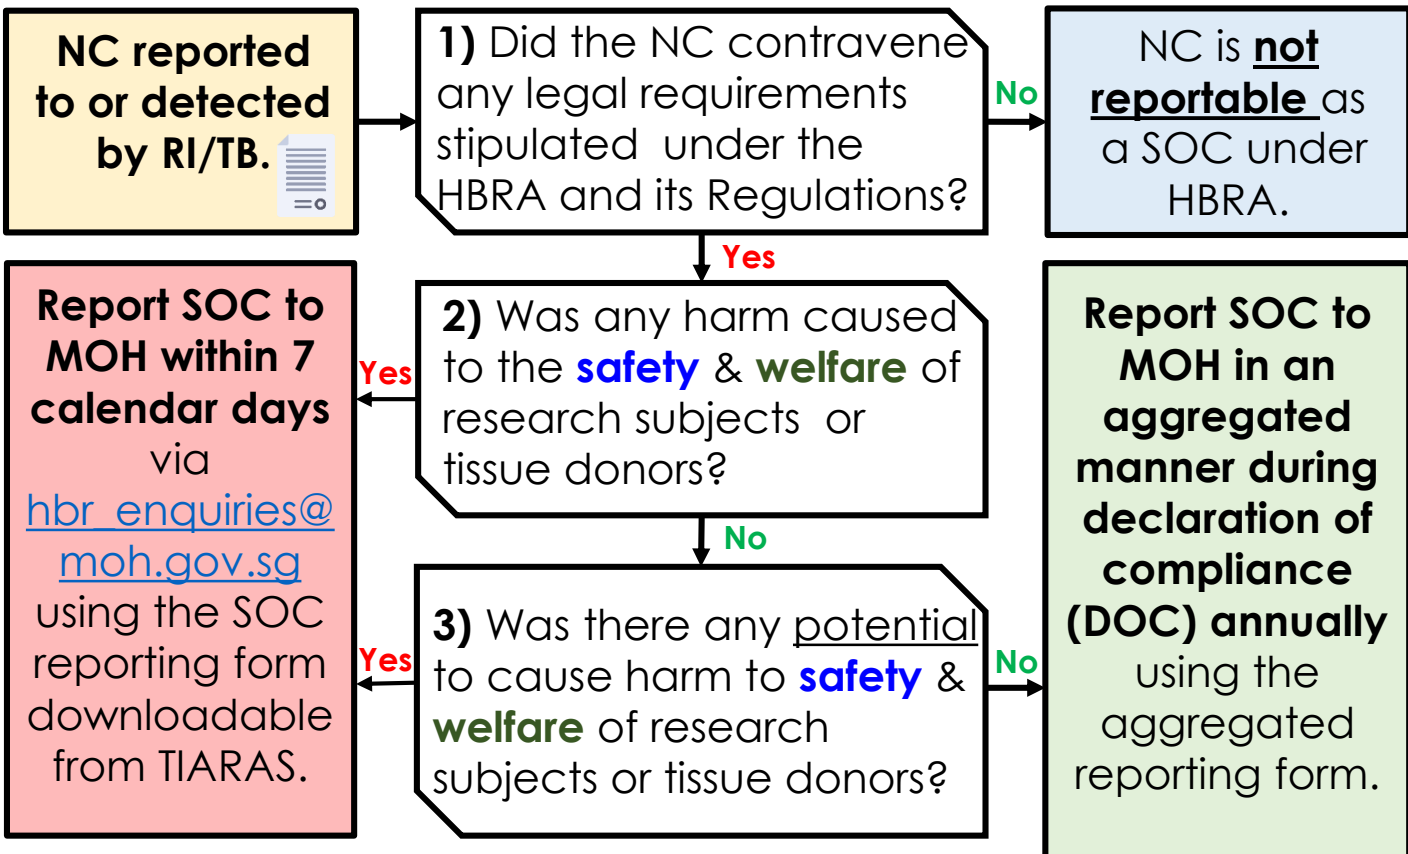 NC reported
to or detected
by RI/TB.
1) Did the NC contravene
any legal requirements
stipulated under the
HBRA and its Regulations?
No
NC is not
reportable as
a SOC under
HBRA.
Yes
2) Was any harm caused
to the safety & welfare of
research subjects or
tissue donors?
Yes
Report SOC to
MOH within 7
calendar days
via
hbr_enquiries@
moh.gov.sg
using the SOC
reporting form
downloadable
from TIARAS.
No
3) Was there any potential
to cause harm to safety &
welfare of research
subjects or tissue donors?
Yes
No
Report SOC to
MOH in an
aggregated
manner during
declaration of
compliance
(DOC) annually
using the
aggregated
reporting form.